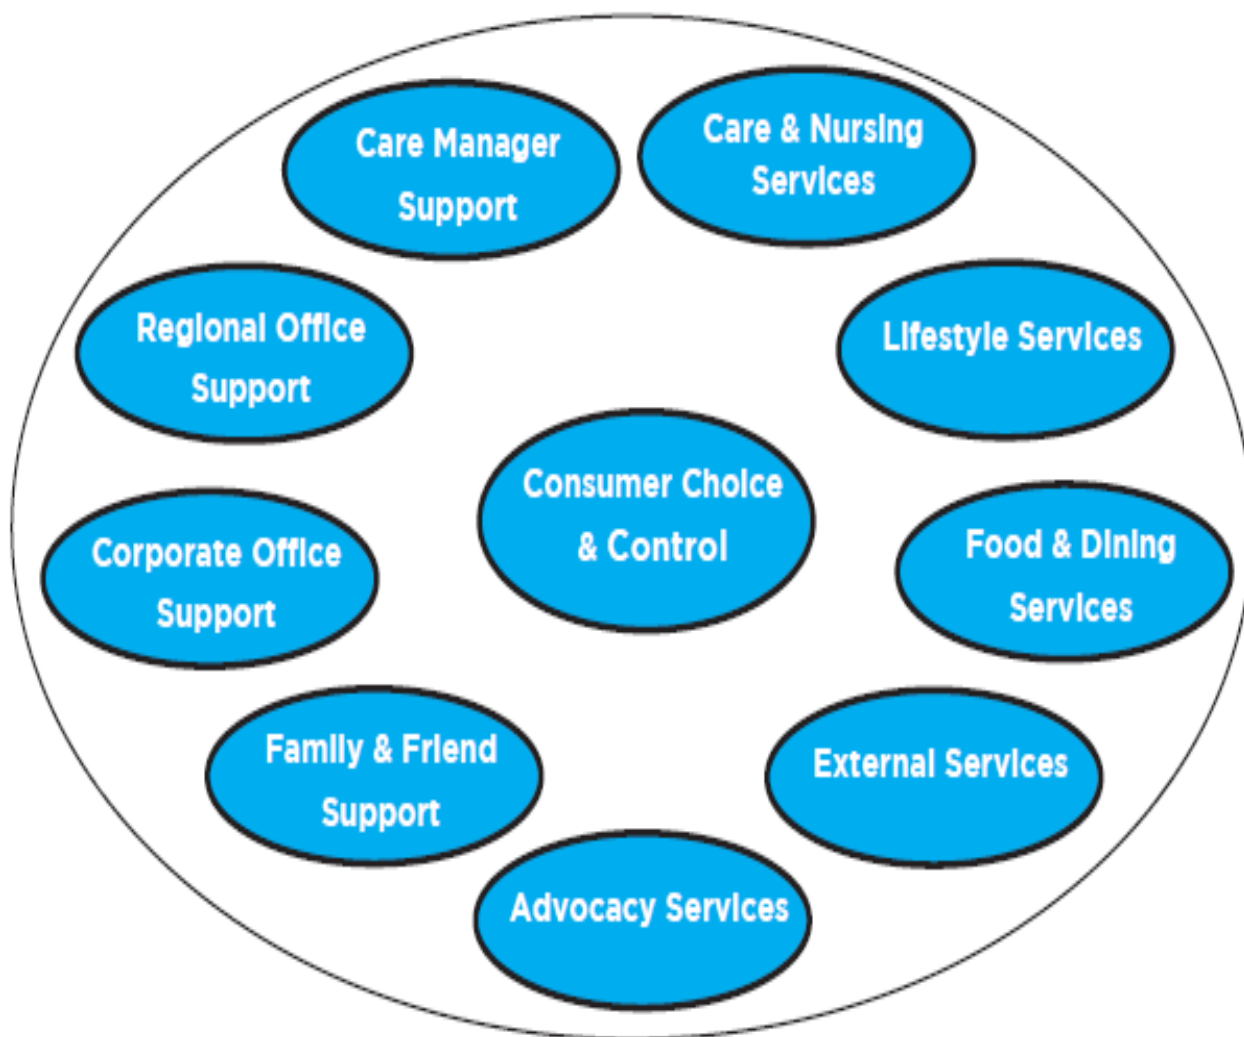 Care Manager
Support
Care & Nursing
Services
Regional Office
Support
Lifestyle Services
Consumer Choice
& Control
Corporate Office
Support
Food & Dining
Services
Family & Friend
Support
External Services
Advocacy Services